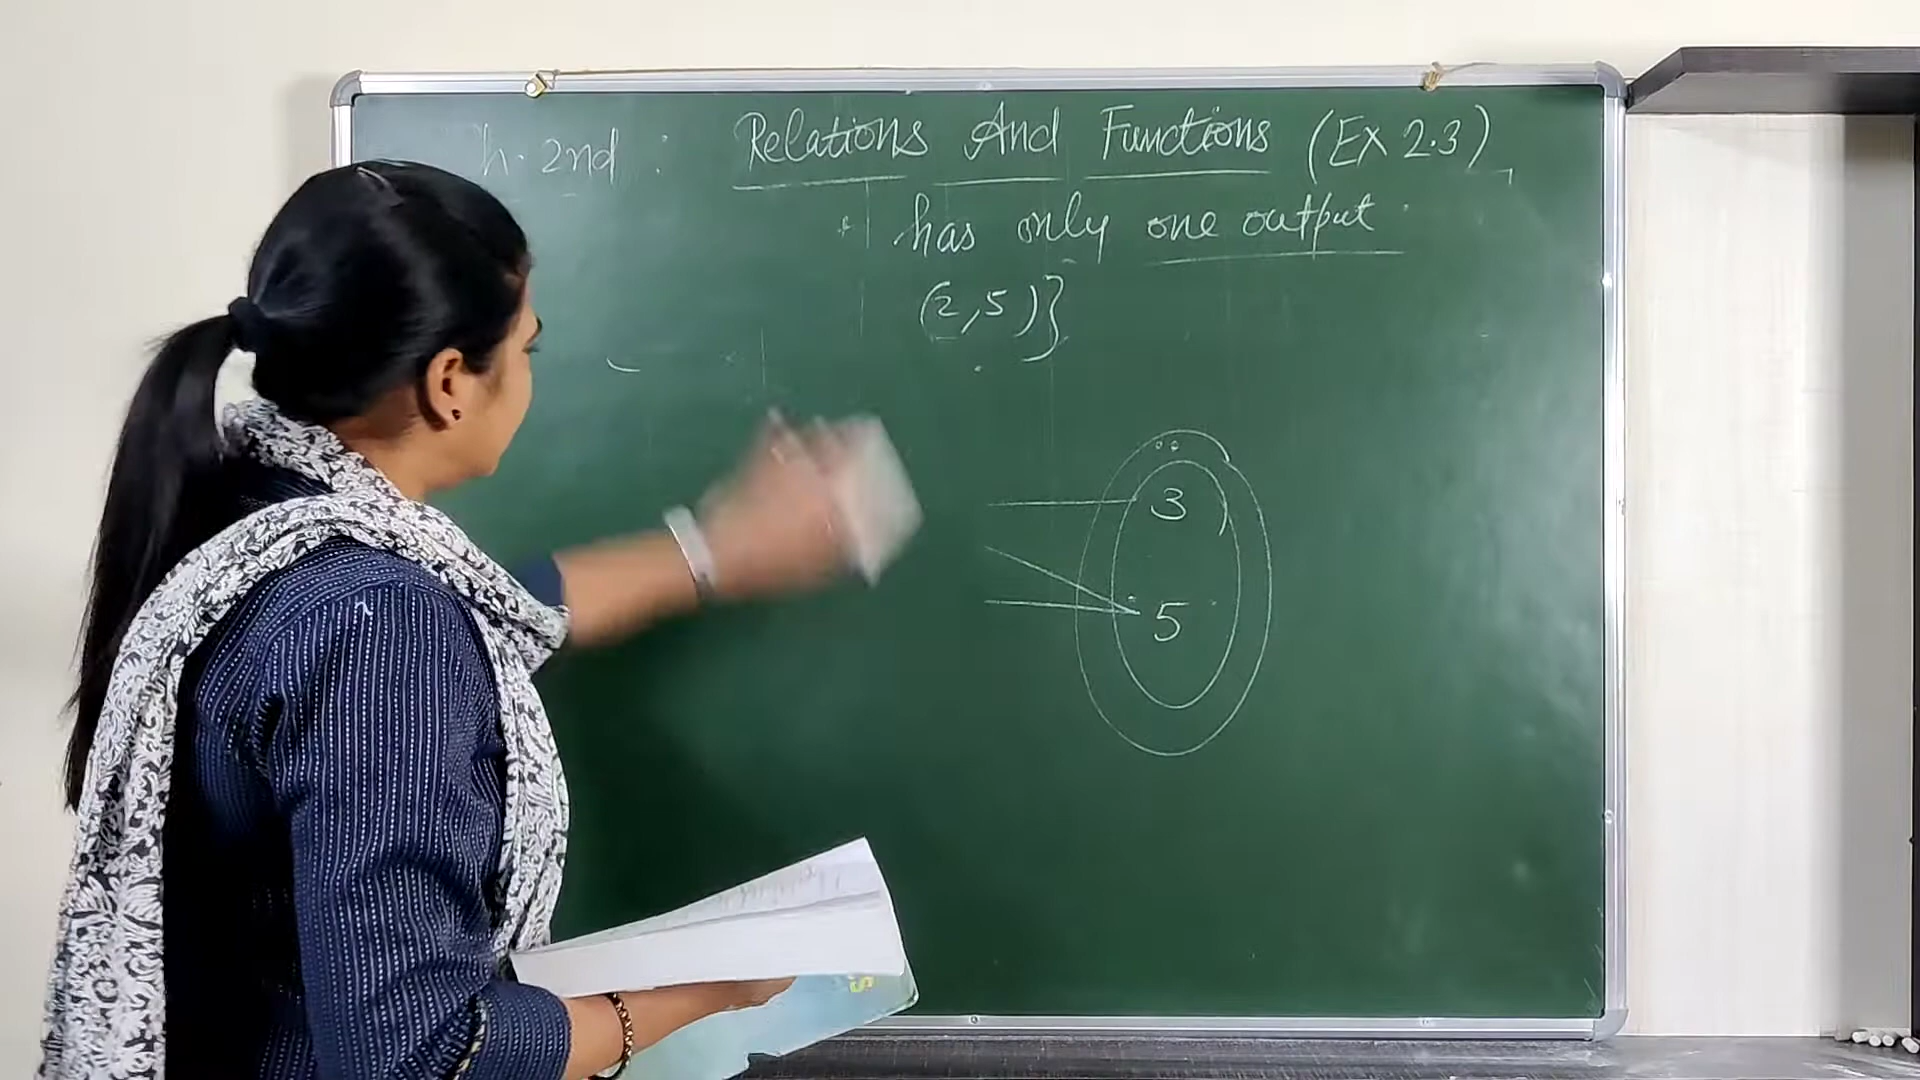 h. 2nd : Relations And Functions (Ex 2.3)
has only one output
(2,5)}
3
5